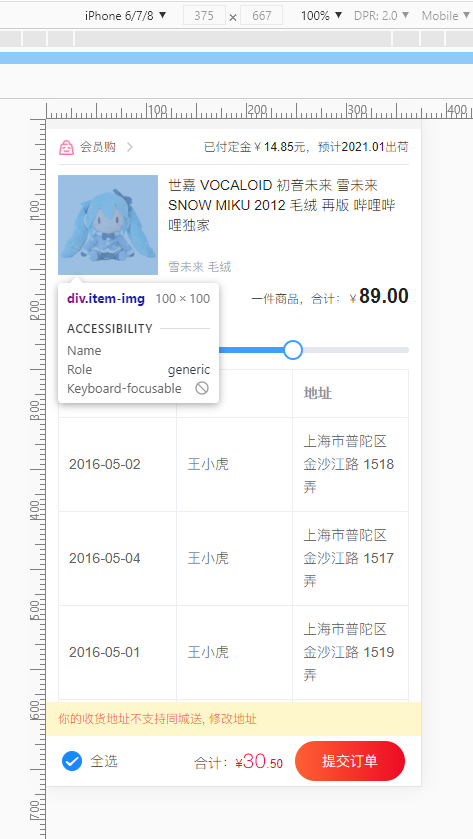 iPhone 6/7/8 ▼ 375 × 667 100% ▼ DPR: 2.0 ▼ Mobile ▼
100 200 300 400
会员购 > 已付定金￥14.85元，预计2021.01出荷
世嘉 VOCALOID 初音未来 雪未来
SNOW MIKU 2012 毛绒 再版 哔哩哔
哩独家
雪未来 毛绒
100
div.item-img 100 × 100
一件商品，合计：￥89.00
200
ACCESSIBILITY
Name
Role generic
Keyboard-focusable
300
地址
2016-05-02
王小虎
上海市普陀区
金沙江路 1518
弄
400
2016-05-04
王小虎
上海市普陀区
金沙江路 1517
弄
500
2016-05-01
王小虎
上海市普陀区
金沙江路 1519
弄
600
你的收货地址不支持同城送, 修改地址
全选 合计：¥30.50 提交订单
700